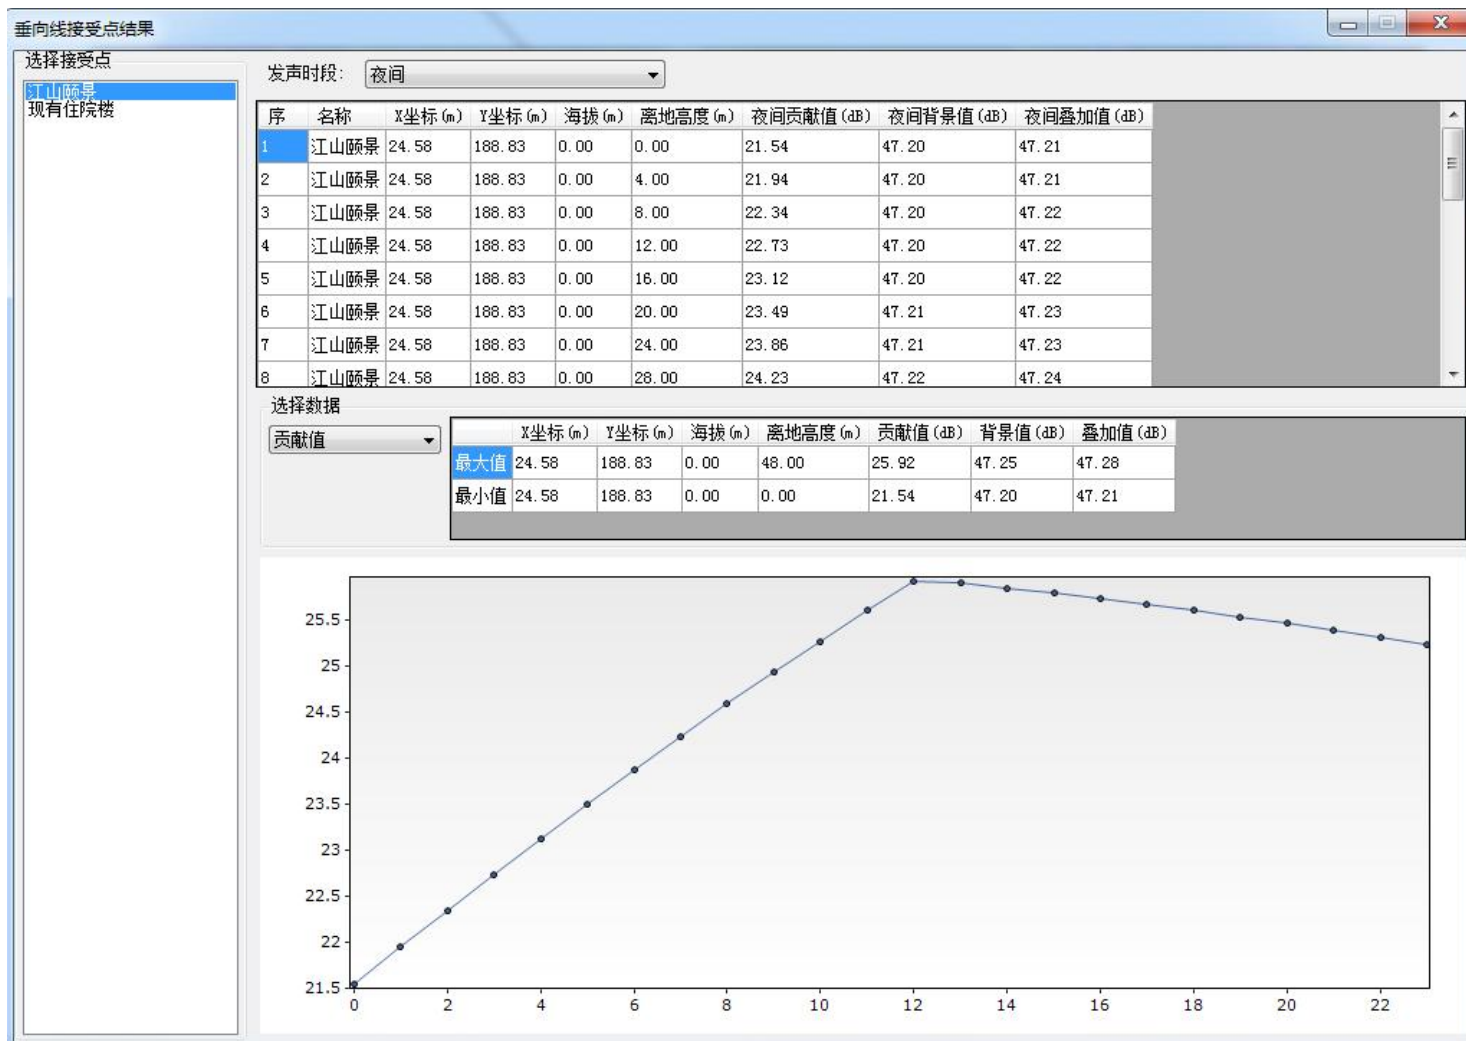 垂向线接受点结果
选择接受点
江山颐景
现有住院楼
发声时段: 夜间
序 名称 X坐标(m) Y坐标(m) 海拔(m) 离地高度(m) 夜间贡献值(dB) 夜间背景值(dB) 夜间叠加值(dB)
1 江山颐景 24.58 188.83 0.00 0.00 21.54 47.20 47.21
2 江山颐景 24.58 188.83 0.00 4.00 21.94 47.20 47.21
3 江山颐景 24.58 188.83 0.00 8.00 22.34 47.20 47.22
4 江山颐景 24.58 188.83 0.00 12.00 22.73 47.20 47.22
5 江山颐景 24.58 188.83 0.00 16.00 23.12 47.20 47.22
6 江山颐景 24.58 188.83 0.00 20.00 23.49 47.21 47.23
7 江山颐景 24.58 188.83 0.00 24.00 23.86 47.21 47.23
8 江山颐景 24.58 188.83 0.00 28.00 24.23 47.22 47.24
选择数据
贡献值
X坐标(m) Y坐标(m) 海拔(m) 离地高度(m) 贡献值(dB) 背景值(dB) 叠加值(dB)
最大值 24.58 188.83 0.00 48.00 25.92 47.25 47.28
最小值 24.58 188.83 0.00 0.00 21.54 47.20 47.21
25.5
25
24.5
24
23.5
23
22.5
22
21.5
0 2 4 6 8 10 12 14 16 18 20 22